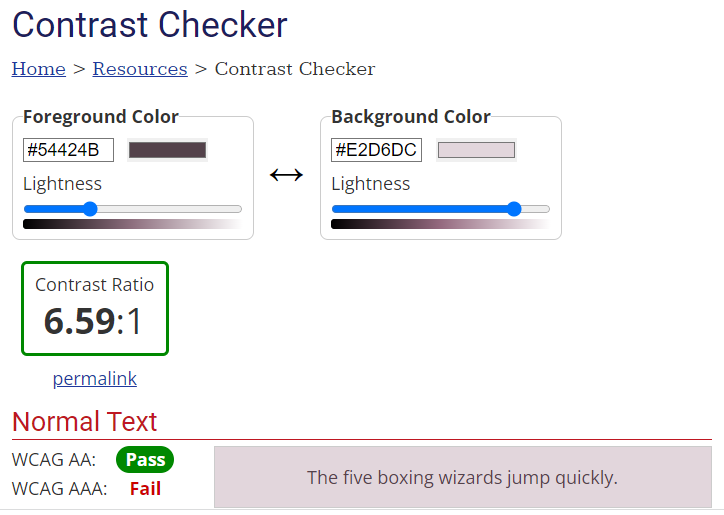 Contrast Checker
Home > Resources > Contrast Checker
Foreground Color
#54424B
Lightness
Background Color
#E2D6DC
Lightness
Contrast Ratio
6.59:1
permalink
Normal Text
WCAG AA: Pass
WCAG AAA: Fail
The five boxing wizards jump quickly.